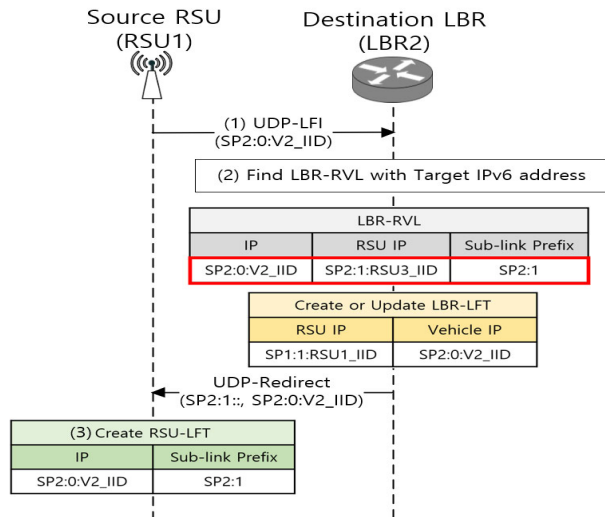 Source RSU
(RSU1)
Destination LBR
(LBR2)
(1) UDP-LFI
(SP2:0:V2_IID)
(2) Find LBR-RVL with Target IPv6 address
LBR-RVL
IP RSU IP Sub-link Prefix
SP2:0:V2_IID SP2:1:RSU3_IID SP2:1
Create or Update LBR-LFT
RSU IP Vehicle IP
SP1:1:RSU1_IID SP2:0:V2_IID
UDP-Redirect
(SP2:1::, SP2:0:V2_IID)
(3) Create RSU-LFT
IP Sub-link Prefix
SP2:0:V2_IID SP2:1